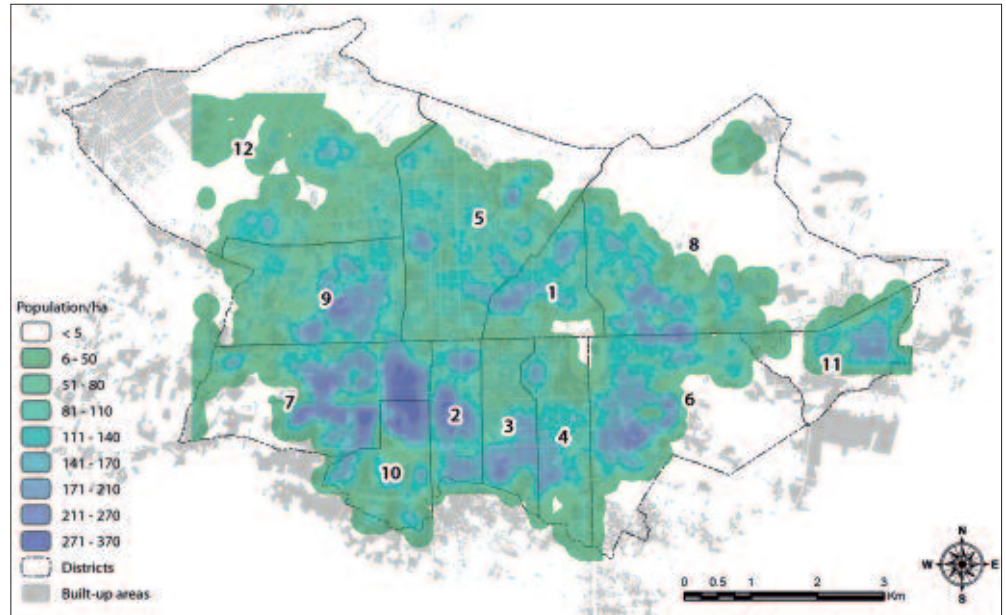 12
5
8
9
1
11
7
2
3
4
6
10
Population/ha
< 5
6 - 50
51 - 80
81 - 110
111 - 140
141 - 170
171 - 210
211 - 270
271 - 370
Districts
Built-up areas
N
W E
S
0 0.5 1 2 3
Km